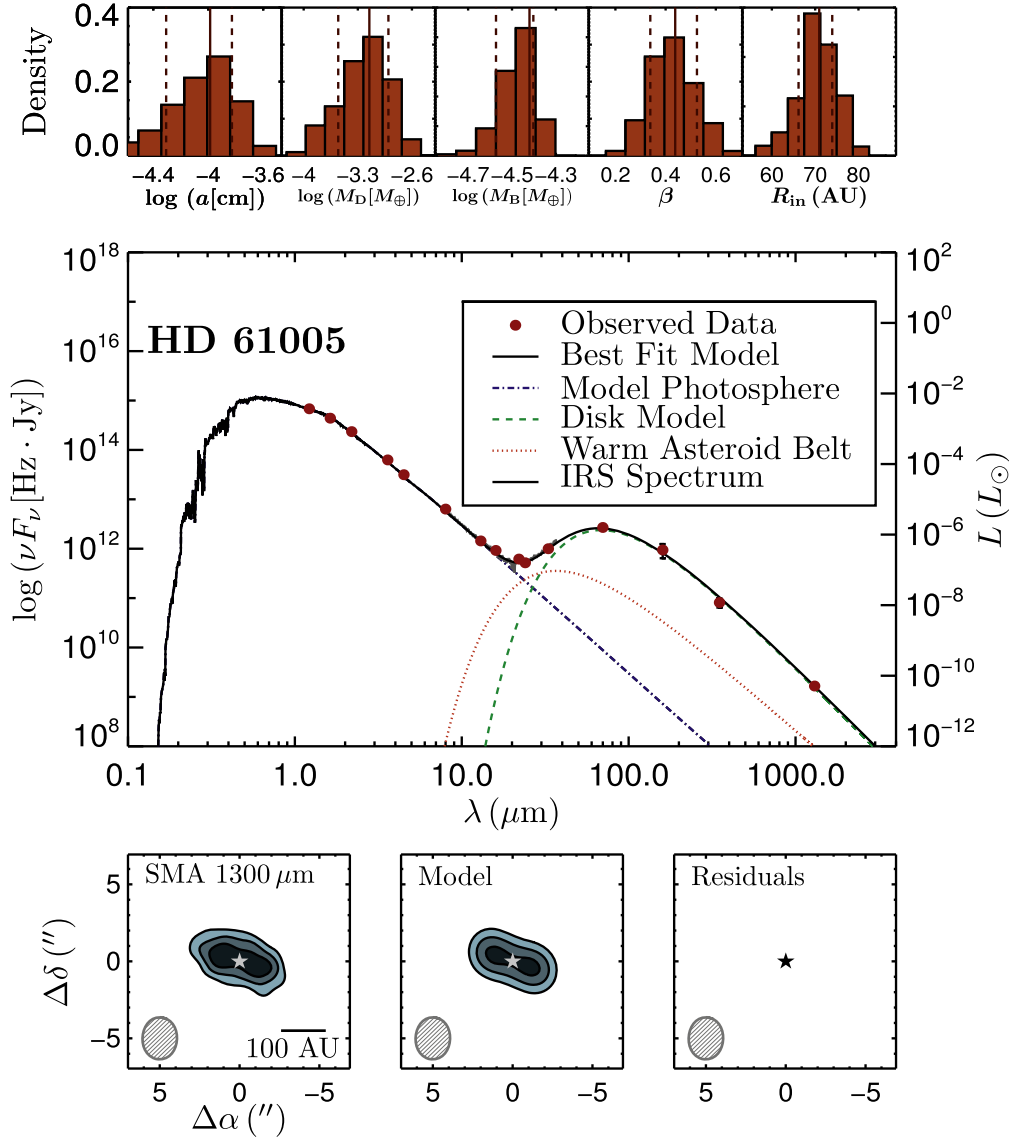 0.4
0.2
0.0
Density
−4.4 −4 −3.6
log (a[cm])
−4 −3.3 −2.6
log (M_D[M_⊕])
−4.7 −4.5 −4.3
log (M_B[M_⊕])
0.2 0.4 0.6
β
60 70 80
R_in (AU)
10^18
10^16
10^14
10^12
10^10
10^8
log (νF_ν [Hz · Jy])
HD 61005
Observed Data
Best Fit Model
Model Photosphere
Disk Model
Warm Asteroid Belt
IRS Spectrum
10^2
10^0
10^−2
10^−4
10^−6
10^−8
10^−10
10^−12
L (L_⊙)
0.1 1.0 10.0 100.0 1000.0
λ (μm)
SMA 1300 μm
Model
Residuals
5
0
−5
Δδ (″)
100 AU
5 0 −5
5 0 −5
5 0 −5
Δα (″)